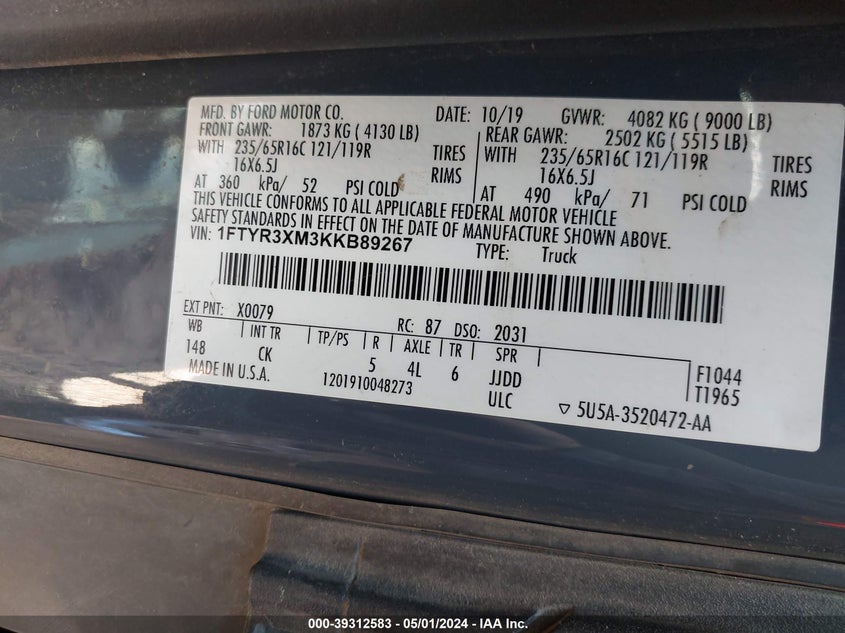 MFD. BY FORD MOTOR CO. DATE: 10/19 GVWR: 4082 KG ( 9000 LB)
FRONT GAWR: 1873 KG ( 4130 LB) REAR GAWR: 2502 KG ( 5515 LB)
WITH 235/65R16C 121/119R TIRES WITH 235/65R16C 121/119R TIRES
16X6.5J RIMS 16X6.5J RIMS
AT 360 kPa/ 52 PSI COLD AT 490 kPa/ 71 PSI COLD
THIS VEHICLE CONFORMS TO ALL APPLICABLE FEDERAL MOTOR VEHICLE
SAFETY STANDARDS IN EFFECT ON THE DATE OF MANUFACTURE SHOWN ABOVE.
VIN: 1FTYR3XM3KKB89267 TYPE: Truck
EXT PNT: X0079 RC: 87 DSO: 2031
WB INT TR TP/PS R AXLE TR SPR
148 CK 5 4L 6 JJDD F1044
MADE IN U.S.A. 1201910048273 ULC T1965
▽ 5U5A-3520472-AA
000-39312583 - 05/01/2024 - IAA Inc.